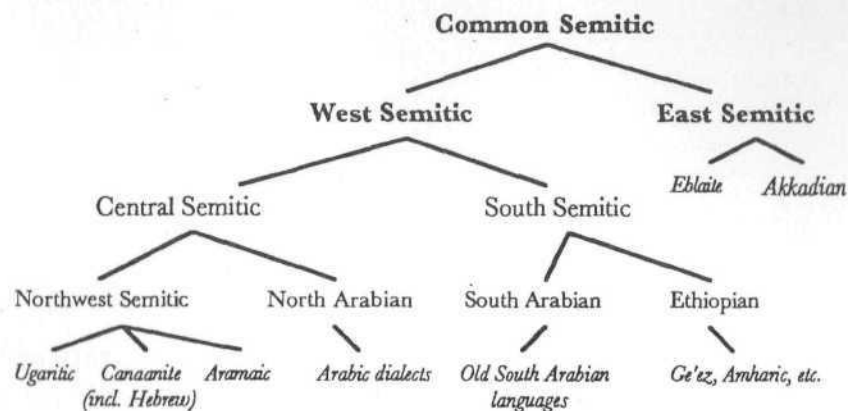 Common Semitic
West Semitic East Semitic
Eblaite Akkadian
Central Semitic South Semitic
Northwest Semitic North Arabian South Arabian Ethiopian
Ugaritic Canaanite Aramaic Arabic dialects Old South Arabian Ge'ez, Amharic, etc.
(incl. Hebrew) languages